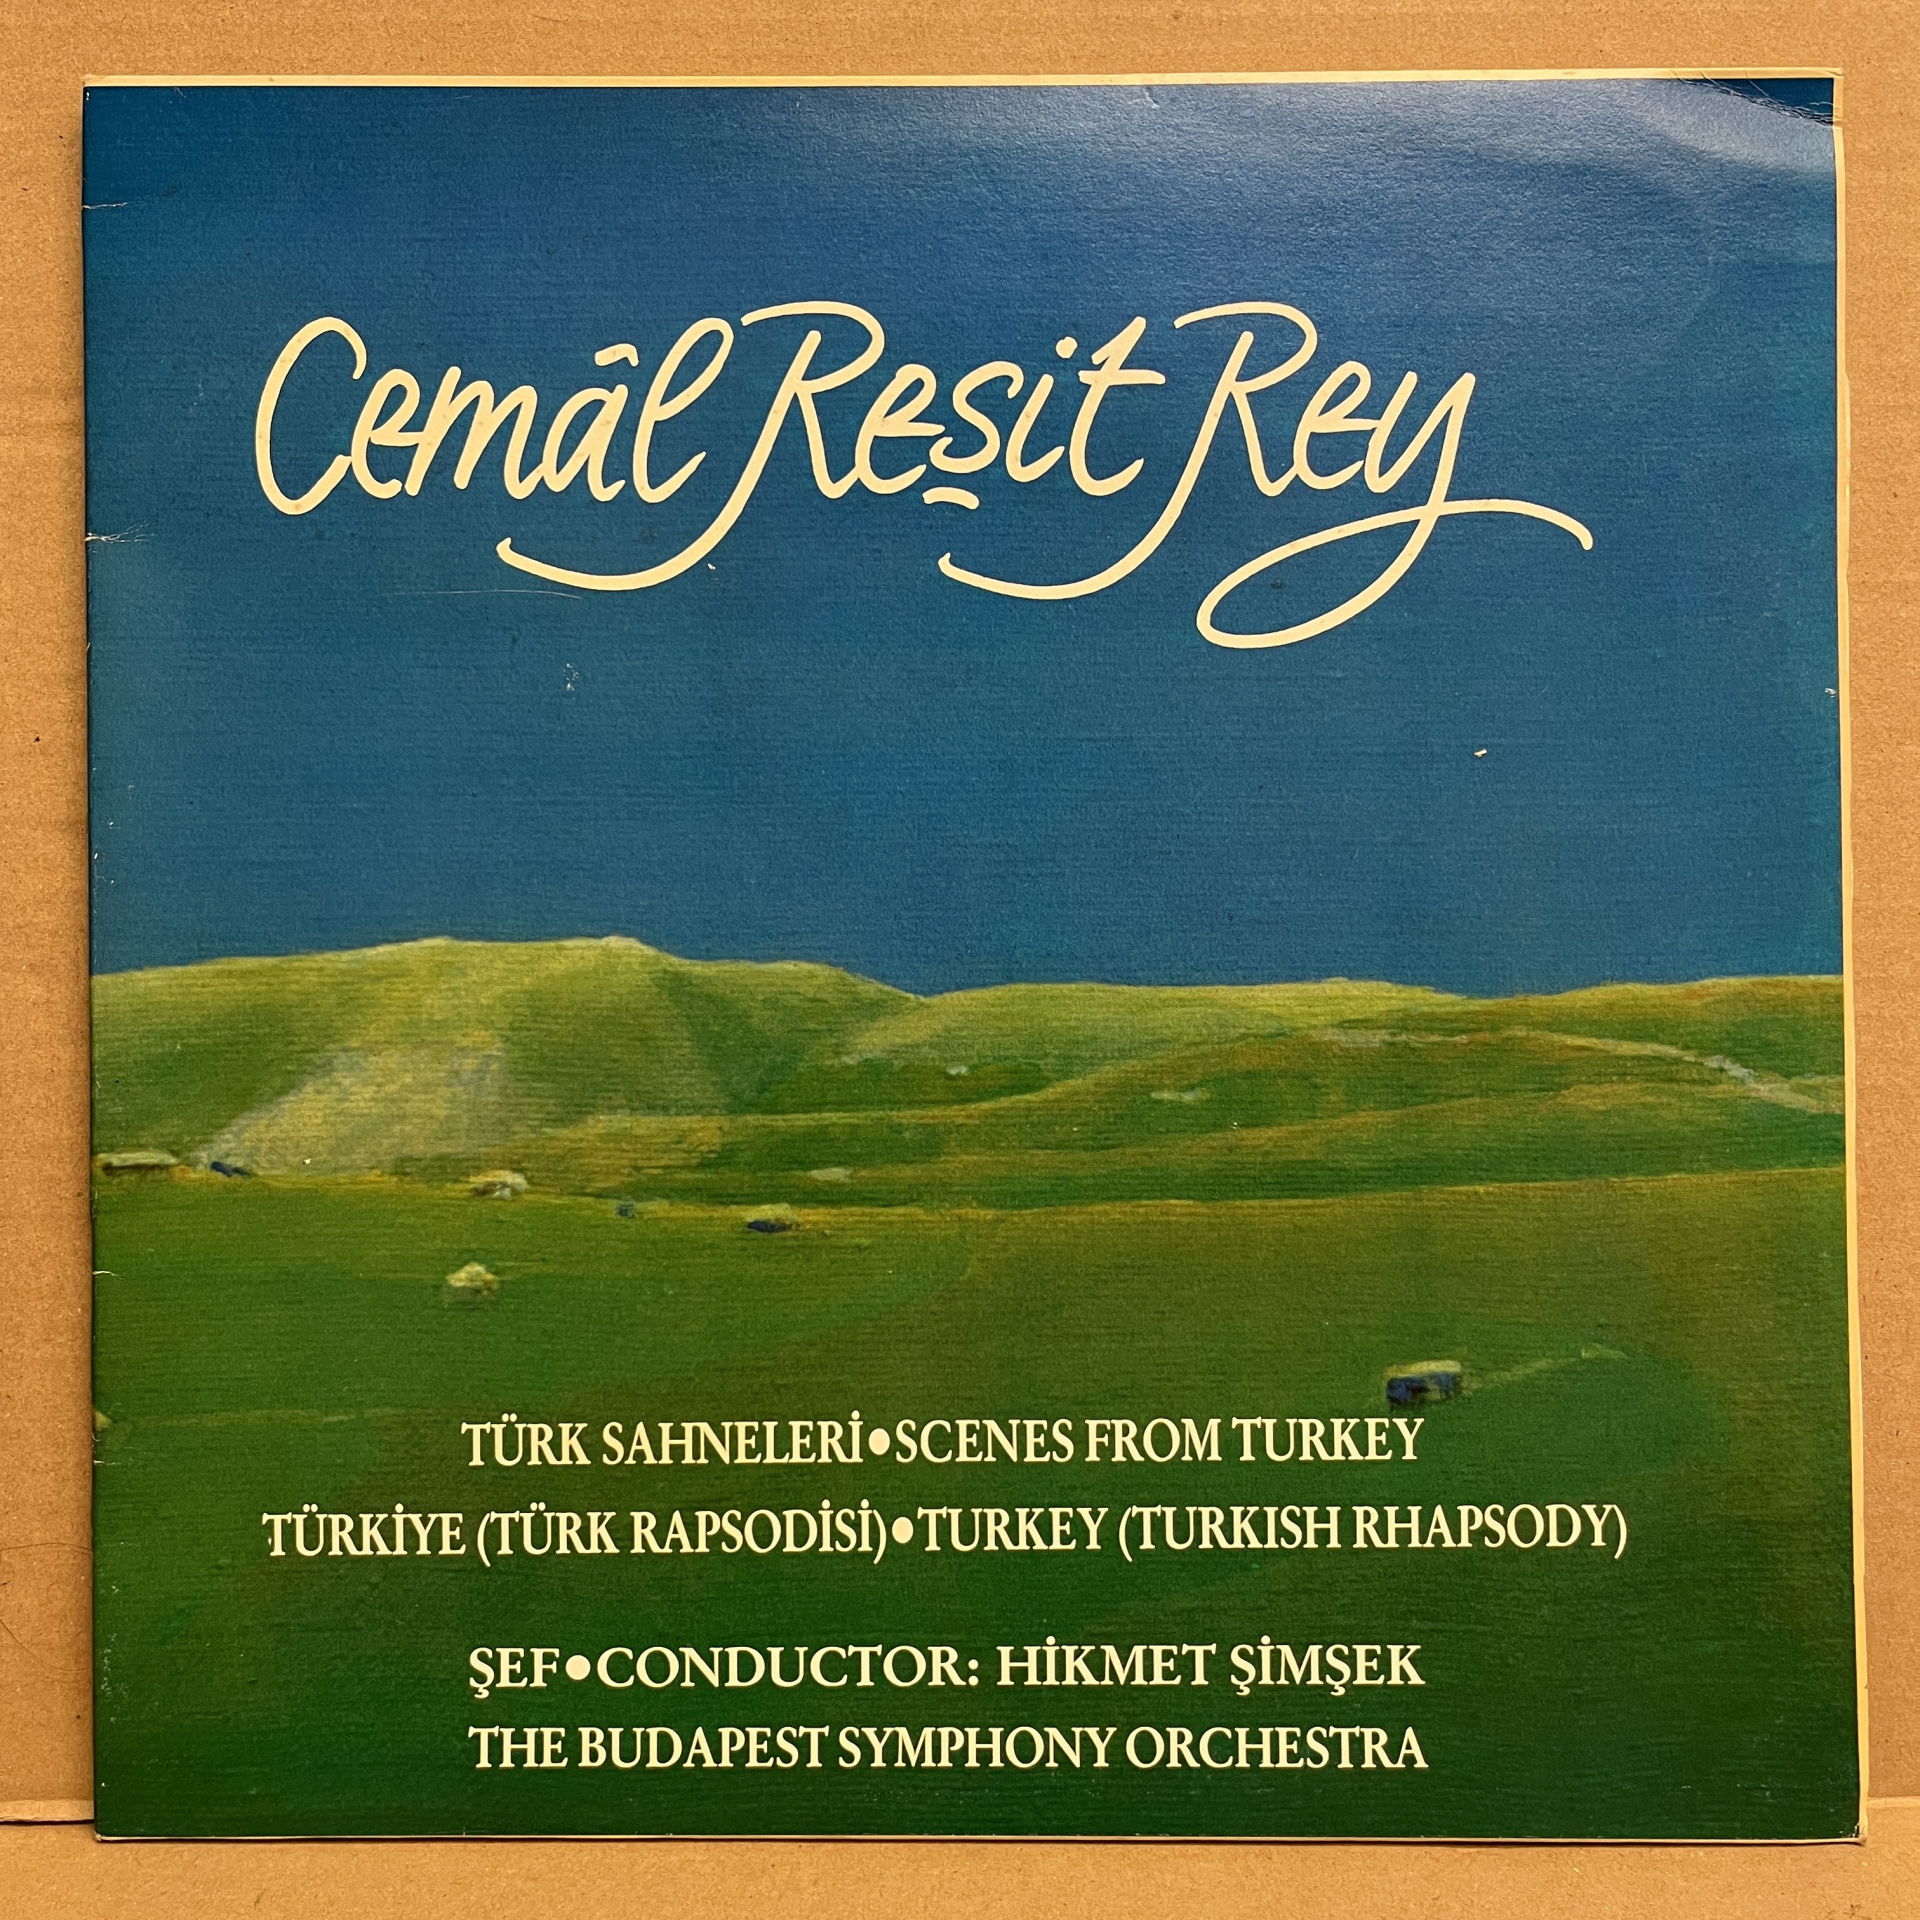 Cemâl Reşit Rey
TÜRK SAHNELERİ•SCENES FROM TURKEY
TÜRKİYE (TÜRK RAPSODİSİ)•TURKEY (TURKISH RHAPSODY)
ŞEF•CONDUCTOR: HİKMET ŞİMŞEK
THE BUDAPEST SYMPHONY ORCHESTRA